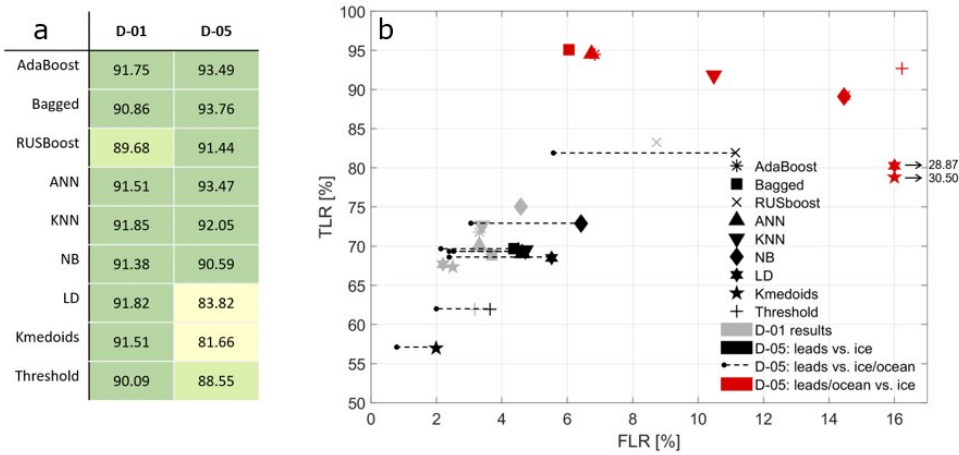 a
D-01 D-05
AdaBoost 91.75 93.49
Bagged 90.86 93.76
RUSBoost 89.68 91.44
ANN 91.51 93.47
KNN 91.85 92.05
NB 91.38 90.59
LD 91.82 83.82
Kmedoids 91.51 81.66
Threshold 90.09 88.55
b
TLR [%]
100
95
90
85
80
75
70
65
60
55
50
28.87
30.50
AdaBoost
Bagged
RUSboost
ANN
KNN
NB
LD
Kmedoids
Threshold
D-01 results
D-05: leads vs. ice
D-05: leads vs. ice/ocean
D-05: leads/ocean vs. ice
0 2 4 6 8 10 12 14 16
FLR [%]